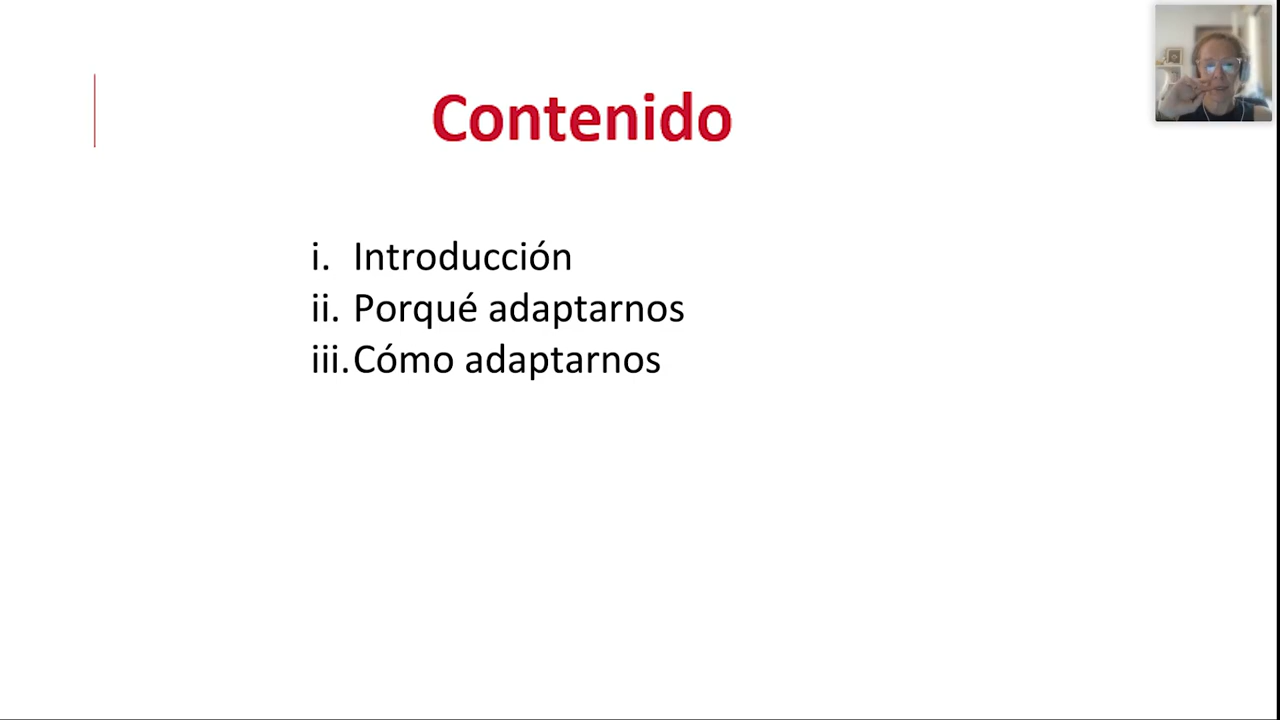 Contenido
i. Introducción
ii. Porqué adaptarnos
iii. Cómo adaptarnos